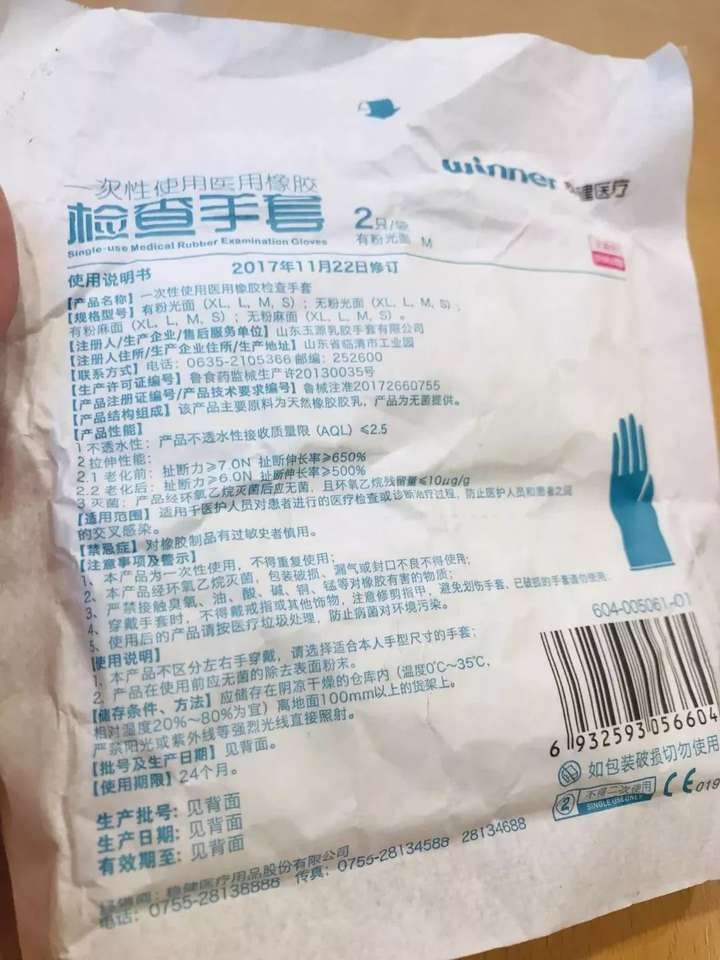 winner 稳健医疗
一次性使用医用橡胶
检查手套 2只/袋
Single-use Medical Rubber Examination Gloves 有粉光面 M
使用说明书 2017年11月22日修订
【产品名称】一次性使用医用橡胶检查手套
【规格型号】有粉光面（XL, L, M, S）；无粉光面（XL, L, M, S）；
有粉麻面（XL, L, M, S）；无粉麻面（XL, L, M, S）。
【注册人/生产企业/售后服务单位】山东玉源乳胶手套有限公司
【注册人住所/生产企业住所/生产地址】山东省临清市工业园
【联系方式】电话：0635-2105366 邮编：252600
【生产许可证编号】鲁食药监械生产许20130035号
【产品注册证编号/产品技术要求编号】鲁械注准20172660755
【产品结构组成】该产品主要原料为天然橡胶胶乳，产品为无菌提供。
【产品性能】
1 不透水性：产品不透水性接收质量限（AQL）≤2.5
2 拉伸性能：
2.1 老化前：扯断力≥7.0N 扯断伸长率≥650%
2.2 老化后：扯断力≥6.0N 扯断伸长率≥500%
3 灭菌：产品经环氧乙烷灭菌后应无菌，且环氧乙烷残留量≤10μg/g
【适用范围】适用于医护人员对患者进行的医疗检查或诊断治疗过程，防止医护人员和患者之间
的交叉感染。
【禁忌症】对橡胶制品有过敏史者慎用。
【注意事项及警示】
1、本产品为一次性使用，不得重复使用；
2、本产品经环氧乙烷灭菌，包装破损、漏气或封口不良不得使用；
3、严禁接触臭氧、油、酸、碱、铜、锰等对橡胶有害的物质；
4、穿戴手套时，不得戴戒指或其他饰物，注意修剪指甲，避免划伤手套，已破损的手套请勿使用；
5、使用后的产品请按医疗垃圾处理，防止病菌对环境污染。
【使用说明】
1、本产品不区分左右手穿戴，请选择适合本人手型尺寸的手套；
2、产品在使用前应无菌的除去表面粉末。
【储存条件、方法】应储存在阴凉干燥的仓库内（温度0℃～35℃，
相对湿度20%～80%为宜）离地面100mm以上的货架上。
严禁阳光或紫外线等强烈光线直接照射。
【批号及生产日期】见背面。
【使用期限】24个月。
生产批号：见背面
生产日期：见背面
有效期至：见背面
经销商：稳健医疗用品股份有限公司
电话：0755-28138888 传真：0755-28134588 28134688
604-005061-01
6 932593 056604
如包装破损切勿使用
2 不得二次使用
SINGLE USE ONLY
CE 019